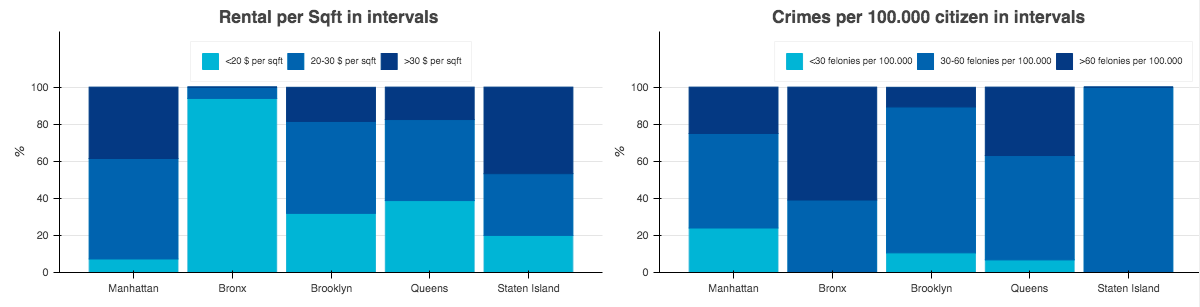 Rental per Sqft in intervals
<20 $ per sqft 20-30 $ per sqft >30 $ per sqft
100
80
60
40
20
0
%
Manhattan Bronx Brooklyn Queens Staten Island
Crimes per 100.000 citizen in intervals
<30 felonies per 100.000 30-60 felonies per 100.000 >60 felonies per 100.000
100
80
60
40
20
0
%
Manhattan Bronx Brooklyn Queens Staten Island